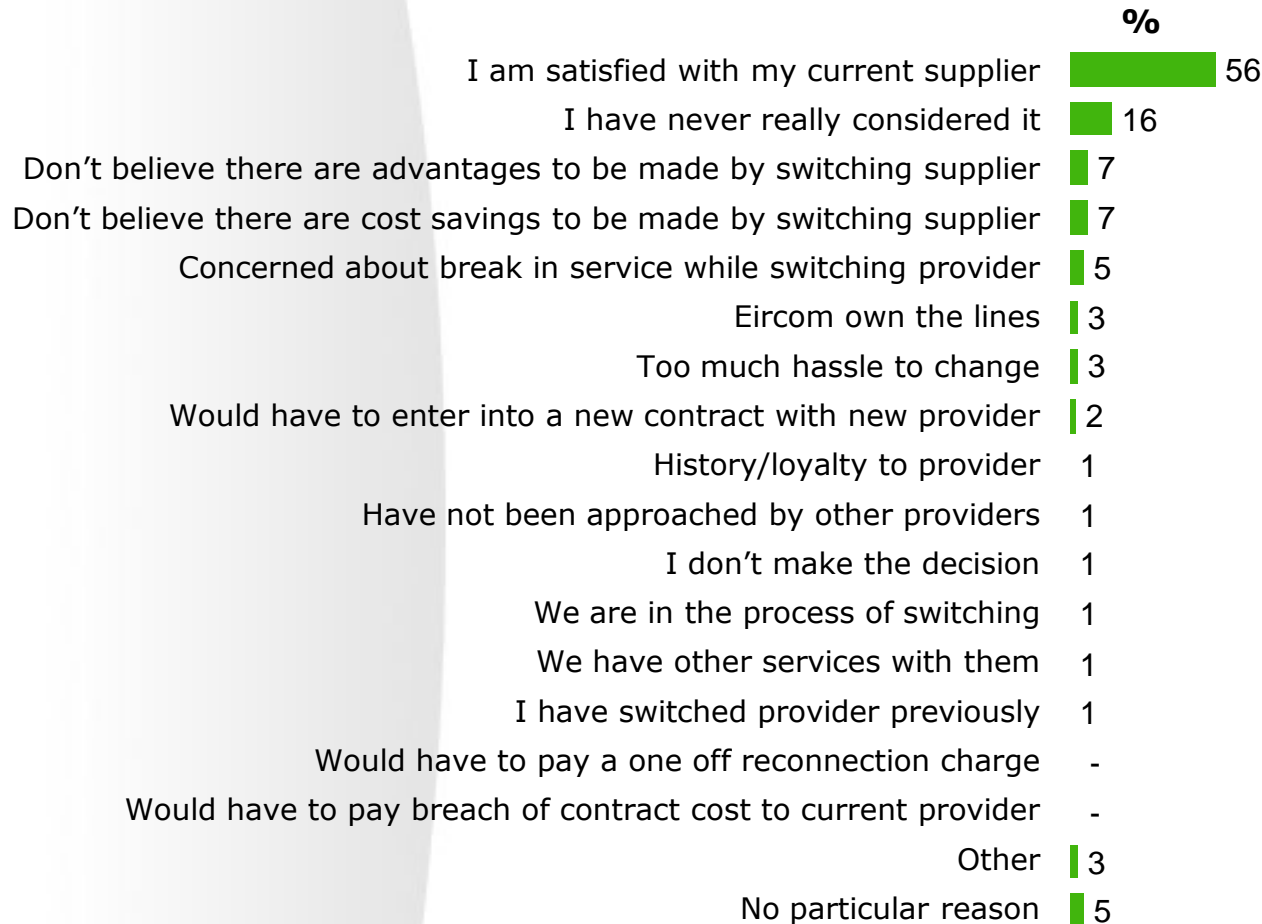 %
I am satisfied with my current supplier 56
I have never really considered it 16
Don’t believe there are advantages to be made by switching supplier 7
Don’t believe there are cost savings to be made by switching supplier 7
Concerned about break in service while switching provider 5
Eircom own the lines 3
Too much hassle to change 3
Would have to enter into a new contract with new provider 2
History/loyalty to provider 1
Have not been approached by other providers 1
I don’t make the decision 1
We are in the process of switching 1
We have other services with them 1
I have switched provider previously 1
Would have to pay a one off reconnection charge -
Would have to pay breach of contract cost to current provider -
Other 3
No particular reason 5